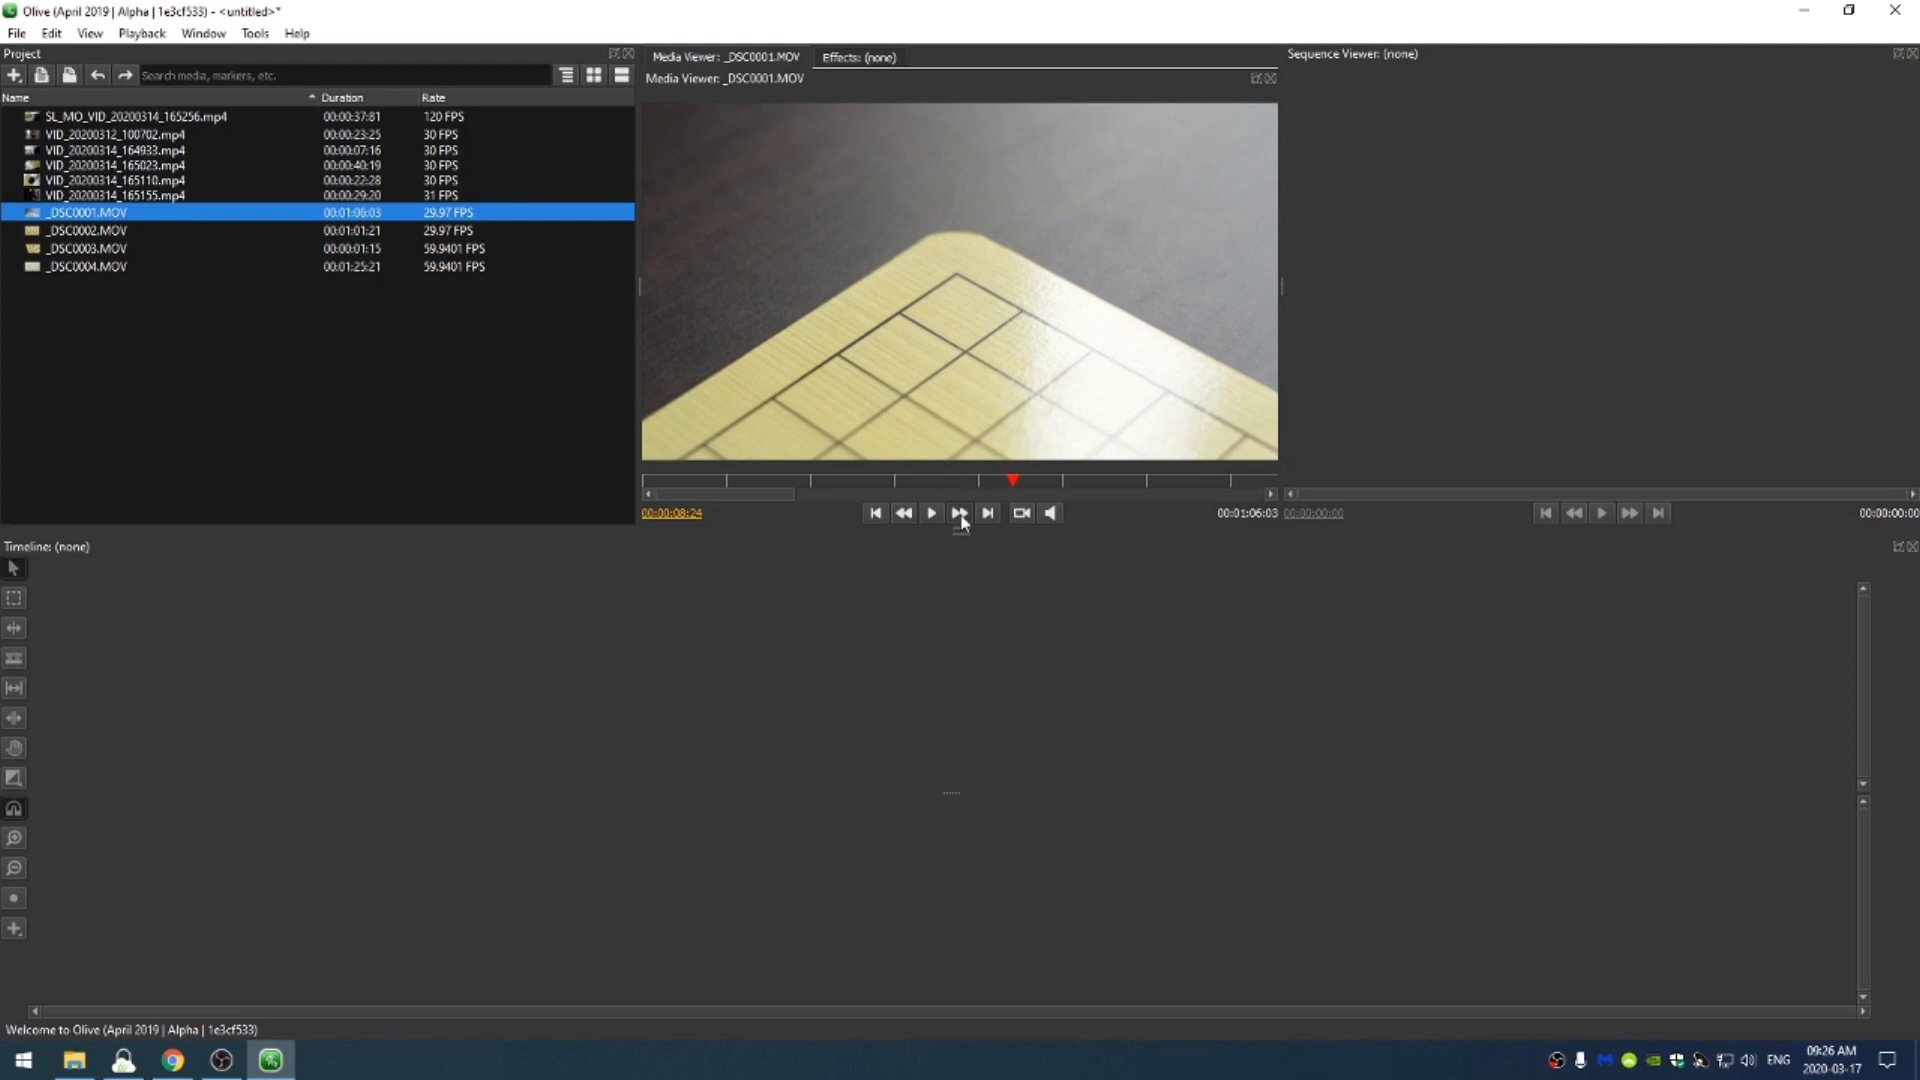 Olive (April 2019 | Alpha | 1e3cf533) - <untitled>*
File Edit View Playback Window Tools Help
Project
Search media, markers, etc.
Name Duration Rate
SL_MO_VID_20200314_165256.mp4 00:00:37:81 120 FPS
VID_20200312_100702.mp4 00:00:23:25 30 FPS
VID_20200314_164933.mp4 00:00:07:16 30 FPS
VID_20200314_165023.mp4 00:00:40:19 30 FPS
VID_20200314_165110.mp4 00:00:22:28 30 FPS
VID_20200314_165155.mp4 00:00:29:20 31 FPS
_DSC0001.MOV 00:01:06:03 29.97 FPS
_DSC0002.MOV 00:01:01:21 29.97 FPS
_DSC0003.MOV 00:00:01:15 59.9401 FPS
_DSC0004.MOV 00:01:25:21 59.9401 FPS
Media Viewer: _DSC0001.MOV Effects: (none)
Media Viewer: _DSC0001.MOV
00:00:08:24 00:01:06:03
Sequence Viewer: (none)
00:00:00:00 00:00:00:00
Timeline: (none)
Welcome to Olive (April 2019 | Alpha | 1e3cf533)
ENG
09:26 AM
2020-03-17